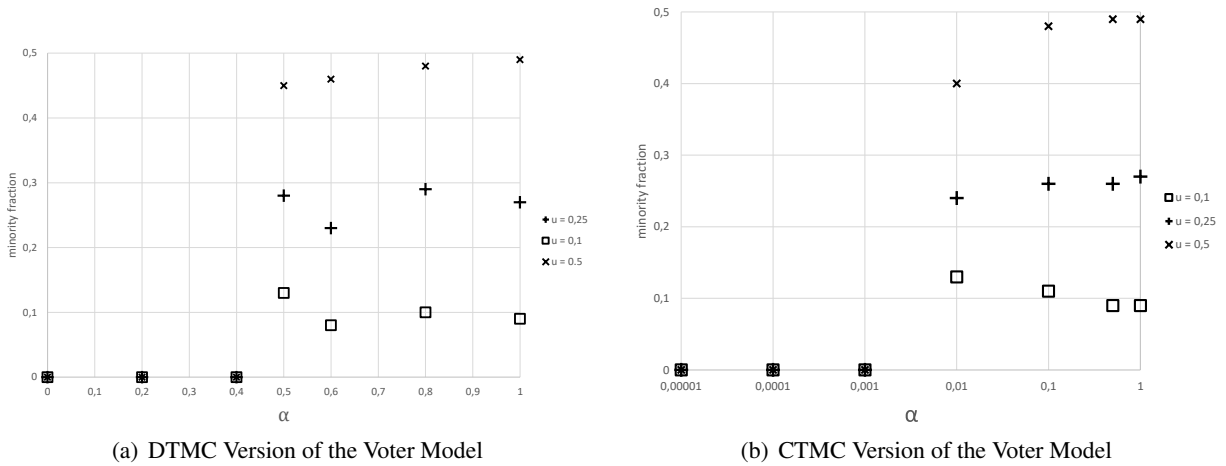 0,5
0,4
0,3
0,2
0,1
0
minority fraction
0 0,1 0,2 0,3 0,4 0,5 0,6 0,7 0,8 0,9 1
α
u = 0,25
u = 0,1
u = 0.5
(a) DTMC Version of the Voter Model
0,5
0,4
0,3
0,2
0,1
0
minority fraction
0,00001 0,0001 0,001 0,01 0,1 1
α
u = 0,1
u = 0,25
u = 0,5
(b) CTMC Version of the Voter Model